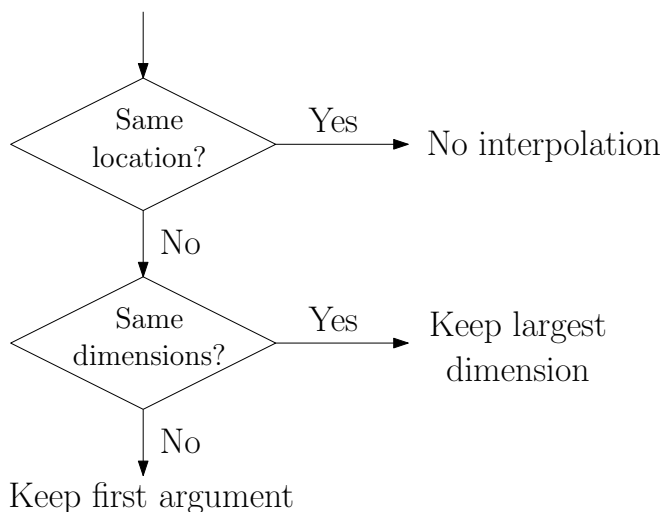 Same
location?
Yes
No interpolation
No
Same
dimensions?
Yes
Keep largest
dimension
No
Keep first argument